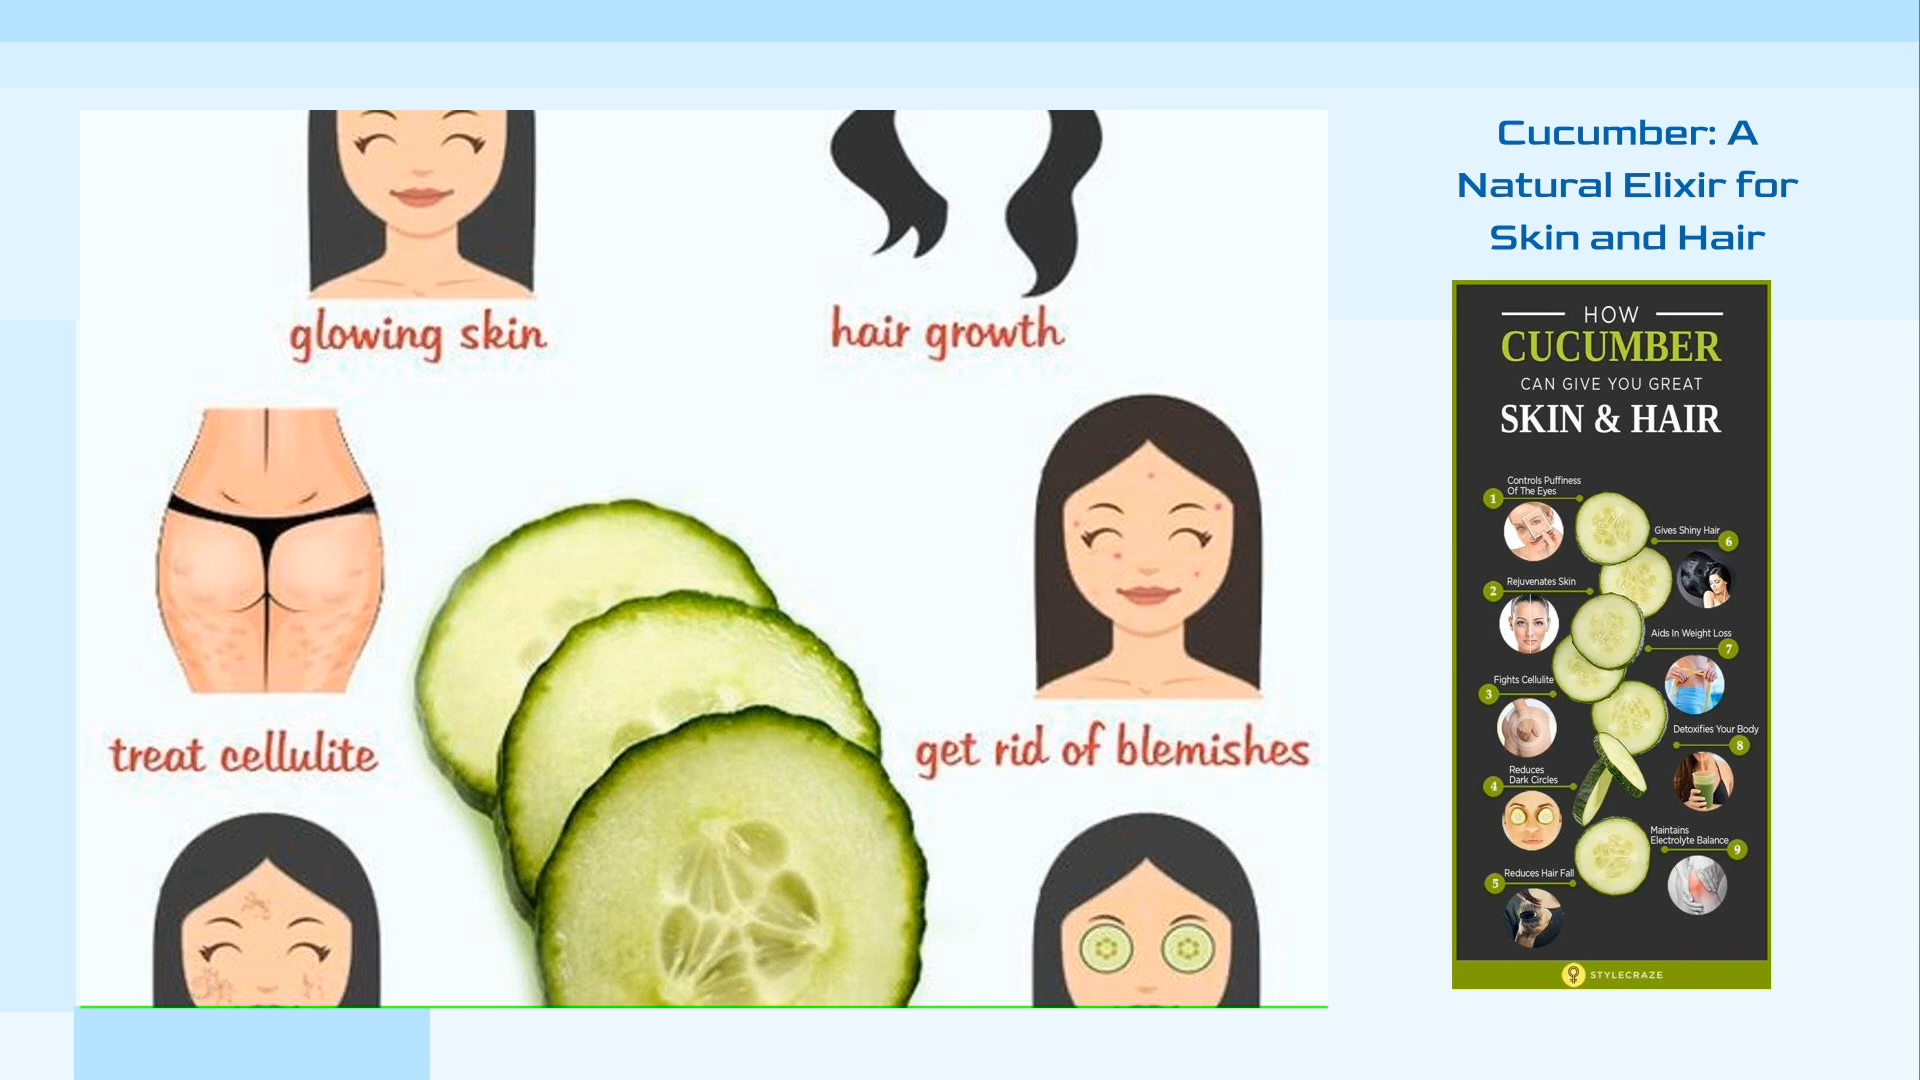 glowing skin
hair growth
treat cellulite
get rid of blemishes
Cucumber: A
Natural Elixir for
Skin and Hair
HOW
CUCUMBER
CAN GIVE YOU GREAT
SKIN & HAIR
1
Controls Puffiness
Of The Eyes
2
Rejuvenates Skin
3
Fights Cellulite
4
Reduces
Dark Circles
5
Reduces Hair Fall
Gives Shiny Hair
6
Aids In Weight Loss
7
Detoxifies Your Body
8
Maintains
Electrolyte Balance
9
STYLECRAZE